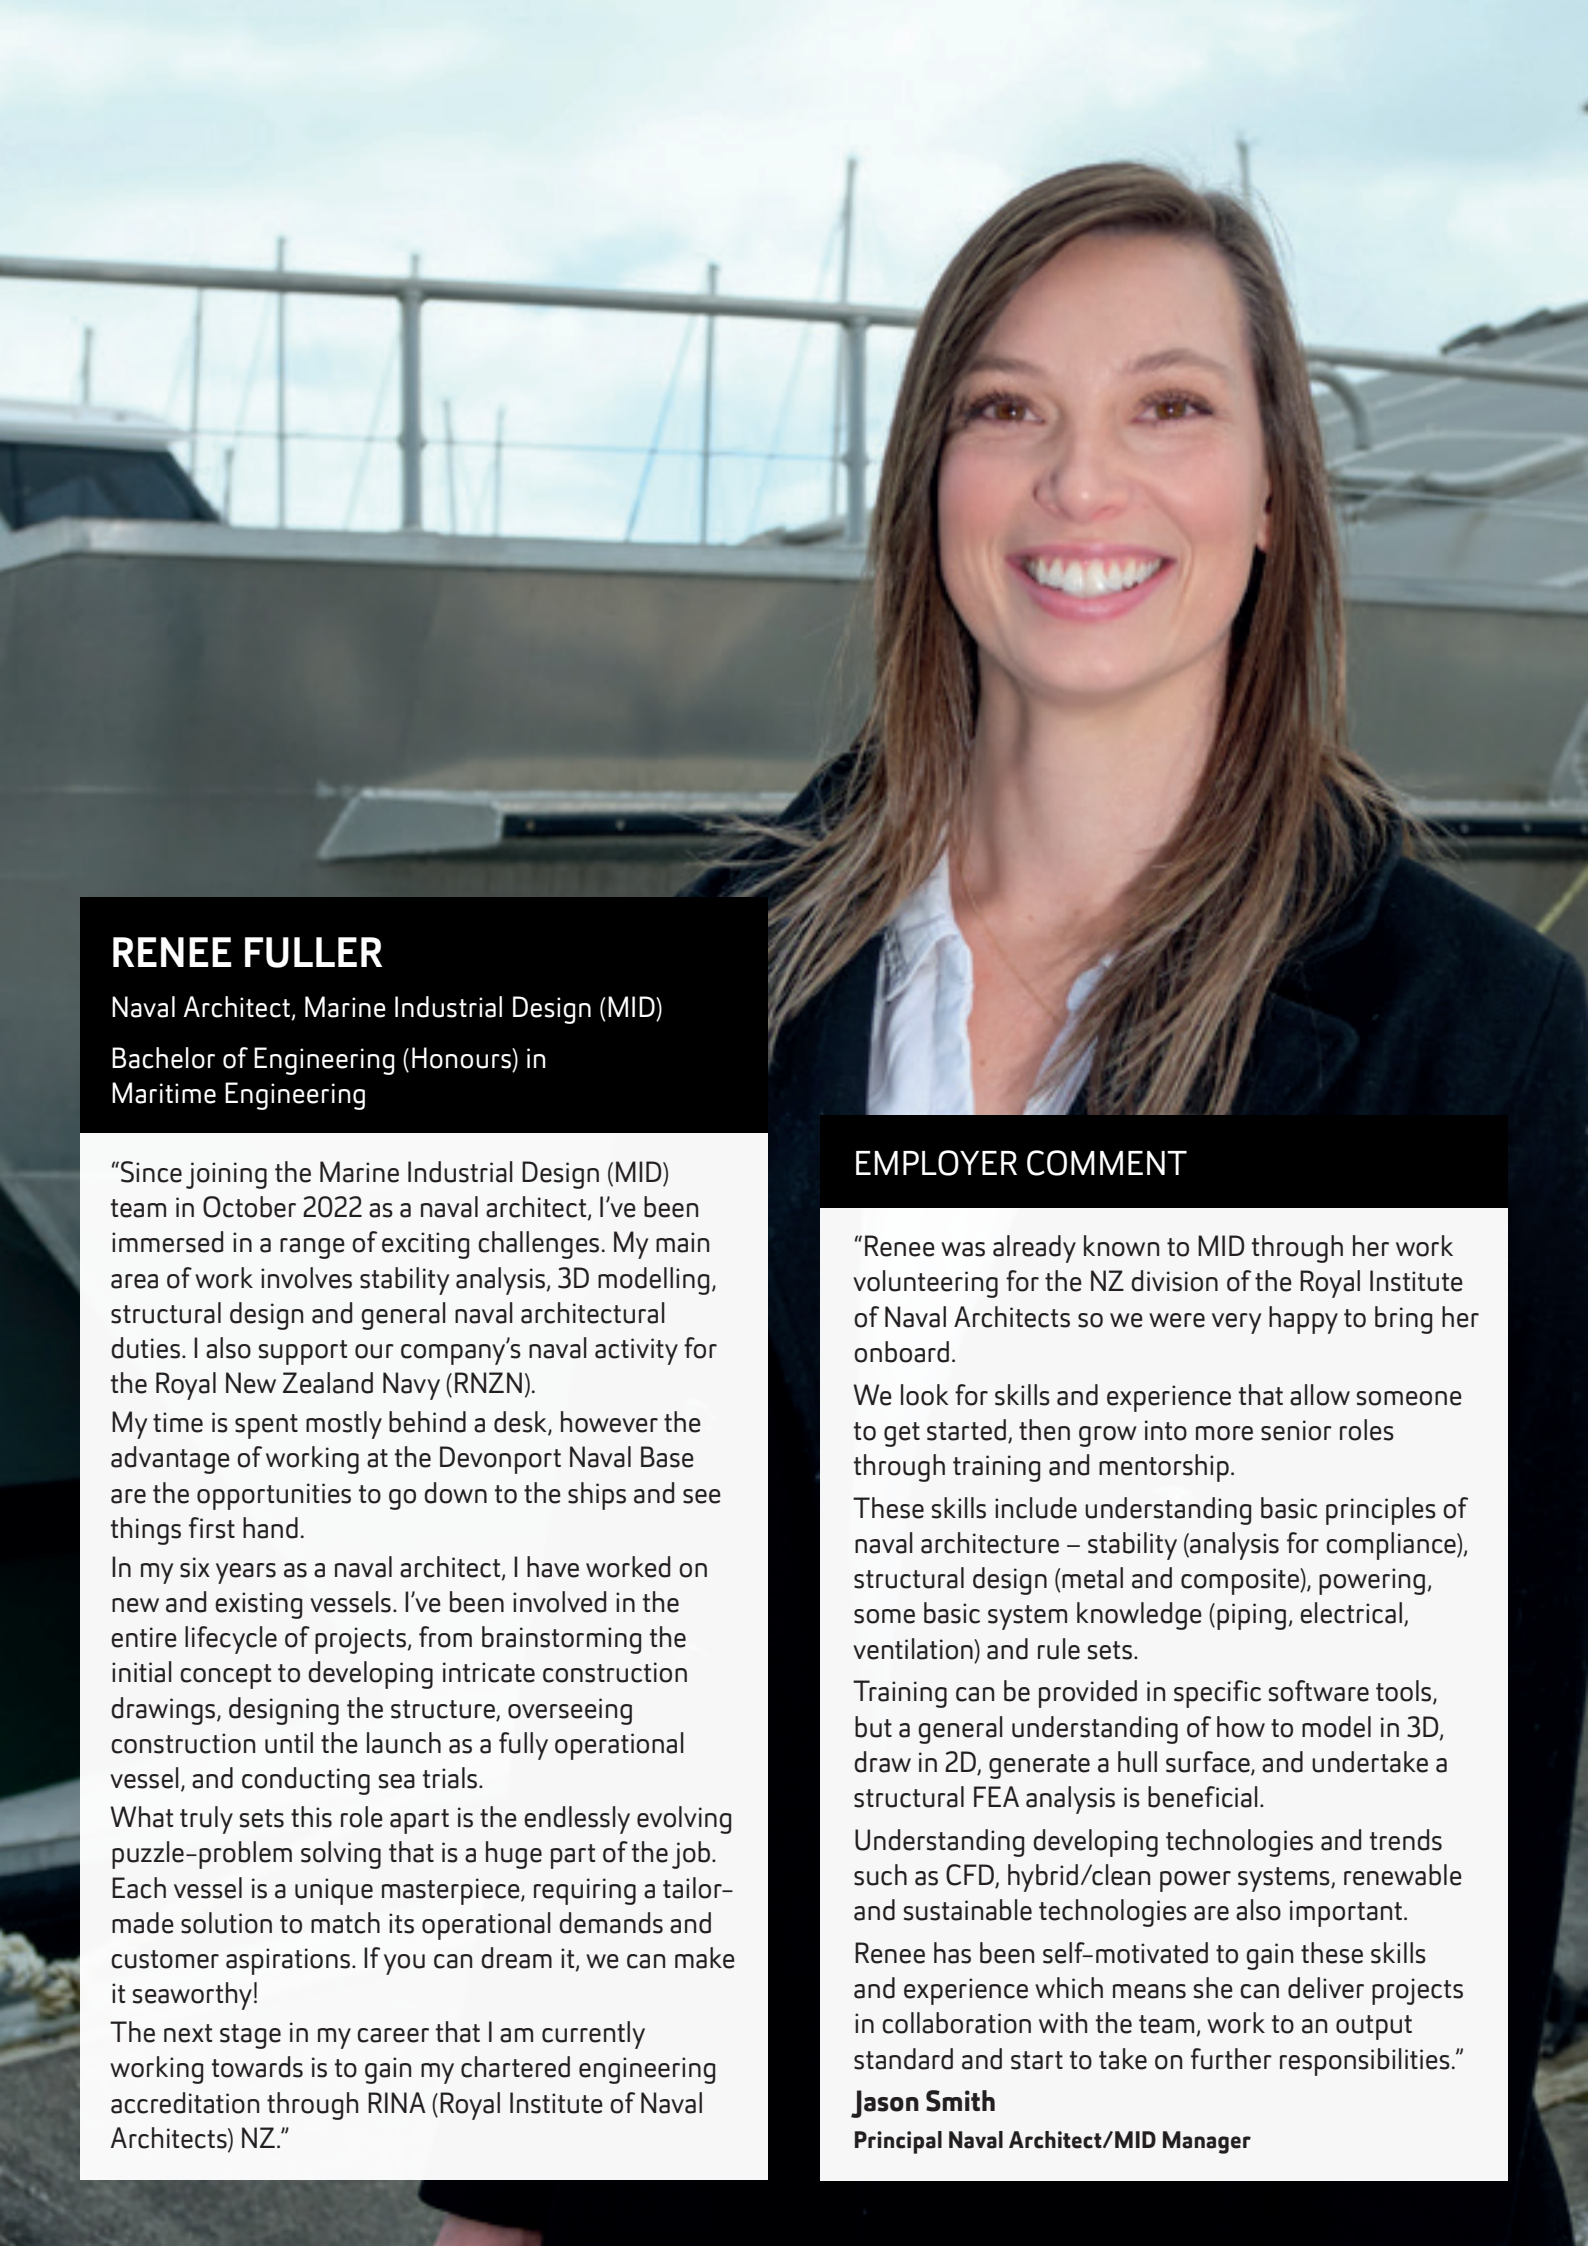 RENEE FULLER
Naval Architect, Marine Industrial Design (MID)
Bachelor of Engineering (Honours) in
Maritime Engineering
“Since joining the Marine Industrial Design (MID)
team in October 2022 as a naval architect, I’ve been
immersed in a range of exciting challenges. My main
area of work involves stability analysis, 3D modelling,
structural design and general naval architectural
duties. I also support our company’s naval activity for
the Royal New Zealand Navy (RNZN).
My time is spent mostly behind a desk, however the
advantage of working at the Devonport Naval Base
are the opportunities to go down to the ships and see
things first hand.
In my six years as a naval architect, I have worked on
new and existing vessels. I’ve been involved in the
entire lifecycle of projects, from brainstorming the
initial concept to developing intricate construction
drawings, designing the structure, overseeing
construction until the launch as a fully operational
vessel, and conducting sea trials.
What truly sets this role apart is the endlessly evolving
puzzle-problem solving that is a huge part of the job.
Each vessel is a unique masterpiece, requiring a tailor-
made solution to match its operational demands and
customer aspirations. If you can dream it, we can make
it seaworthy!
The next stage in my career that I am currently
working towards is to gain my chartered engineering
accreditation through RINA (Royal Institute of Naval
Architects) NZ.”
EMPLOYER COMMENT
“Renee was already known to MID through her work
volunteering for the NZ division of the Royal Institute
of Naval Architects so we were very happy to bring her
onboard.
We look for skills and experience that allow someone
to get started, then grow into more senior roles
through training and mentorship.
These skills include understanding basic principles of
naval architecture – stability (analysis for compliance),
structural design (metal and composite), powering,
some basic system knowledge (piping, electrical,
ventilation) and rule sets.
Training can be provided in specific software tools,
but a general understanding of how to model in 3D,
draw in 2D, generate a hull surface, and undertake a
structural FEA analysis is beneficial.
Understanding developing technologies and trends
such as CFD, hybrid/clean power systems, renewable
and sustainable technologies are also important.
Renee has been self-motivated to gain these skills
and experience which means she can deliver projects
in collaboration with the team, work to an output
standard and start to take on further responsibilities.”
Jason Smith
Principal Naval Architect/MID Manager